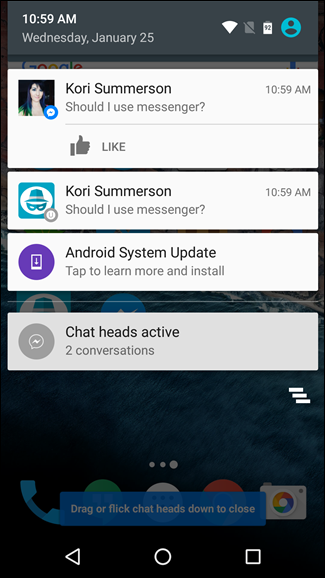 10:59 AM
Wednesday, January 25
92
Google
Kori Summerson 10:59 AM
Should I use messenger?
LIKE
Kori Summerson 10:59 AM
Should I use messenger?
U
Android System Update
Tap to learn more and install
Chat heads active
2 conversations
Drag or flick chat heads down to close